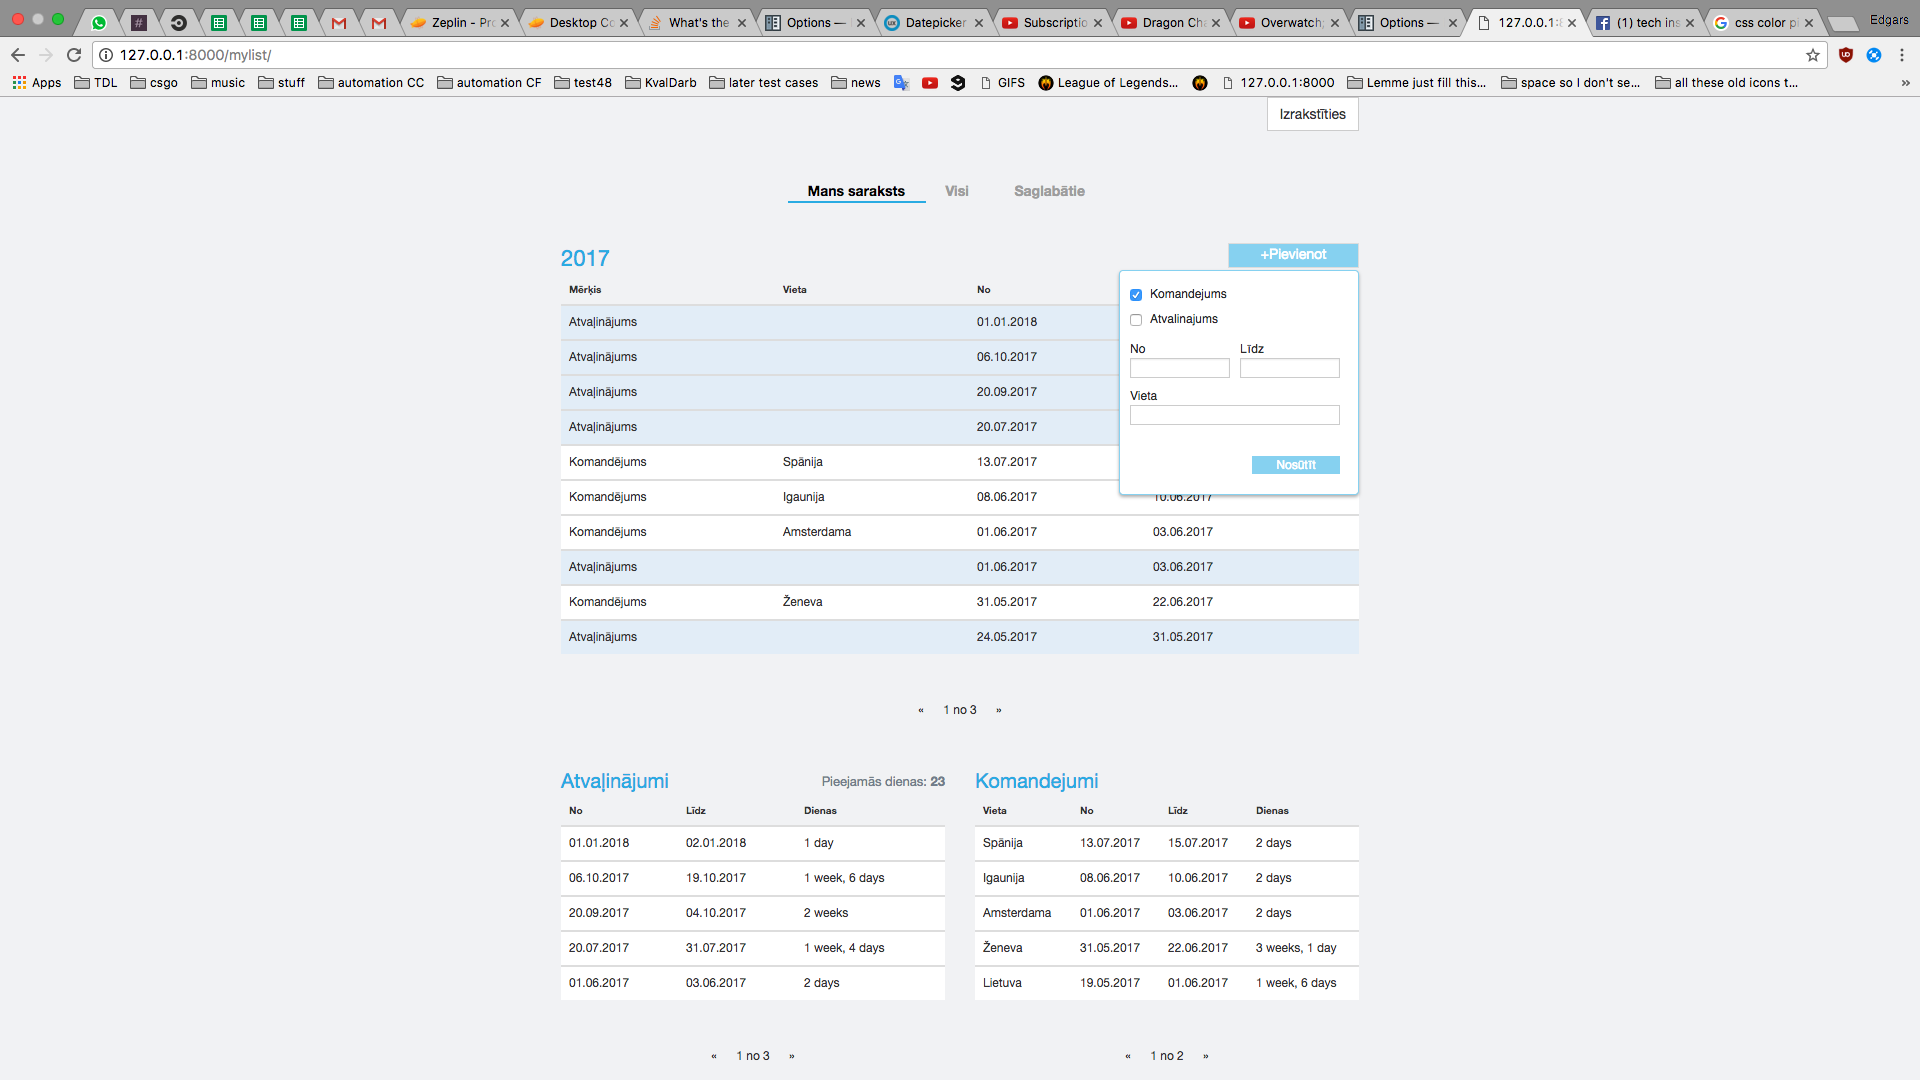 Zeplin - Pro
Desktop Co
What's the
Options —
Datepicker
Subscriptio
Dragon Cha
Overwatch;
Options —
127.0.0.1:8
(1) tech ins
css color pi
Edgars
127.0.0.1:8000/mylist/
Apps TDL csgo music stuff automation CC automation CF test48 KvalDarb later test cases news GIFS League of Legends... 127.0.0.1:8000 Lemme just fill this... space so I don't se... all these old icons t... »
Izrakstīties
Mans saraksts Visi Saglabātie
2017
+Pievienot
Mērķis Vieta No
Komandejums
Atvalinajums
No Līdz
Vieta
Nosūtīt
Atvaļinājums 01.01.2018
Atvaļinājums 06.10.2017
Atvaļinājums 20.09.2017
Atvaļinājums 20.07.2017
Komandējums Spānija 13.07.2017
Komandējums Igaunija 08.06.2017 10.06.2017
Komandējums Amsterdama 01.06.2017 03.06.2017
Atvaļinājums 01.06.2017 03.06.2017
Komandējums Ženeva 31.05.2017 22.06.2017
Atvaļinājums 24.05.2017 31.05.2017
« 1 no 3 »
Atvaļinājumi Pieejamās dienas: 23
No Līdz Dienas
01.01.2018 02.01.2018 1 day
06.10.2017 19.10.2017 1 week, 6 days
20.09.2017 04.10.2017 2 weeks
20.07.2017 31.07.2017 1 week, 4 days
01.06.2017 03.06.2017 2 days
« 1 no 3 »
Komandejumi
Vieta No Līdz Dienas
Spānija 13.07.2017 15.07.2017 2 days
Igaunija 08.06.2017 10.06.2017 2 days
Amsterdama 01.06.2017 03.06.2017 2 days
Ženeva 31.05.2017 22.06.2017 3 weeks, 1 day
Lietuva 19.05.2017 01.06.2017 1 week, 6 days
« 1 no 2 »